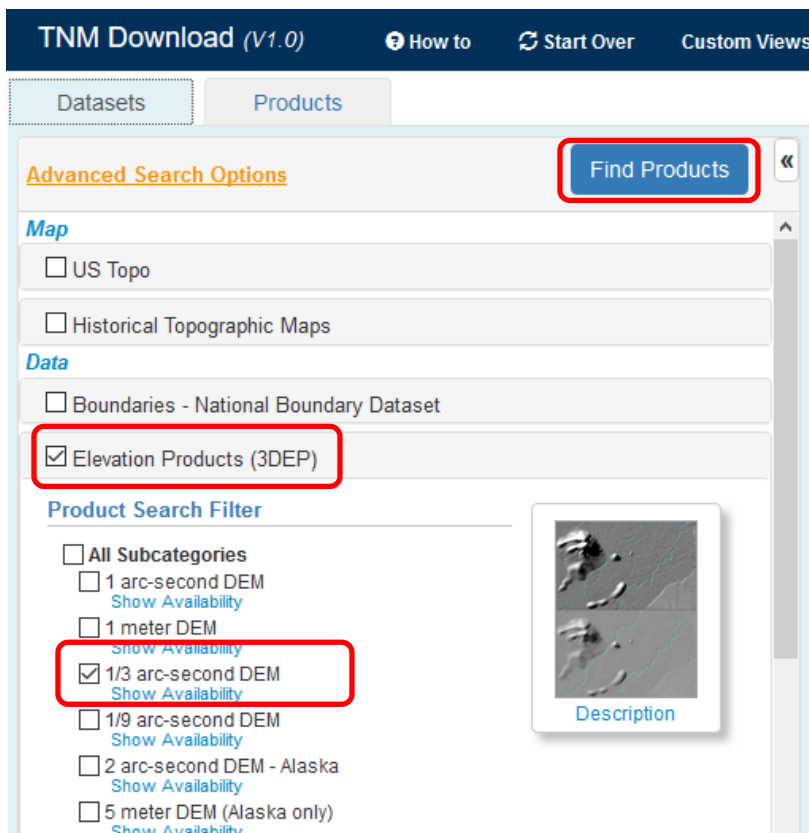 TNM Download (V1.0) How to Start Over Custom Views
Datasets Products
Advanced Search Options Find Products «
Map
US Topo
Historical Topographic Maps
Data
Boundaries - National Boundary Dataset
Elevation Products (3DEP)
Product Search Filter
All Subcategories
1 arc-second DEM
Show Availability
1 meter DEM
Show Availability
1/3 arc-second DEM
Show Availability
1/9 arc-second DEM
Show Availability
Description
2 arc-second DEM - Alaska
Show Availability
5 meter DEM (Alaska only)
Show Availability